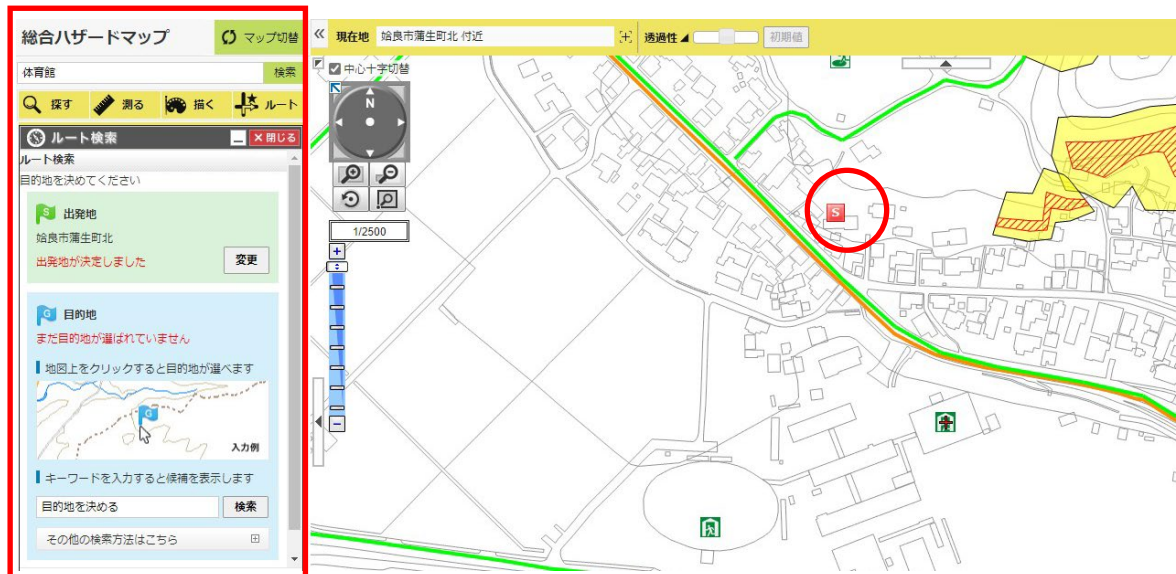 総合ハザードマップ
マップ切替
体育館
検索
探す
測る
描く
ルート
ルート検索
閉じる
ルート検索
目的地を決めてください
S
出発地
姶良市蒲生町北
出発地が決定しました
変更
G
目的地
まだ目的地が選ばれていません
地図上をクリックすると目的地が選べます
G
入力例
キーワードを入力すると候補を表示します
目的地を決める
検索
その他の検索方法はこちら
現在地
姶良市蒲生町北 付近
透過性
初期値
中心十字切替
N
1/2500
S